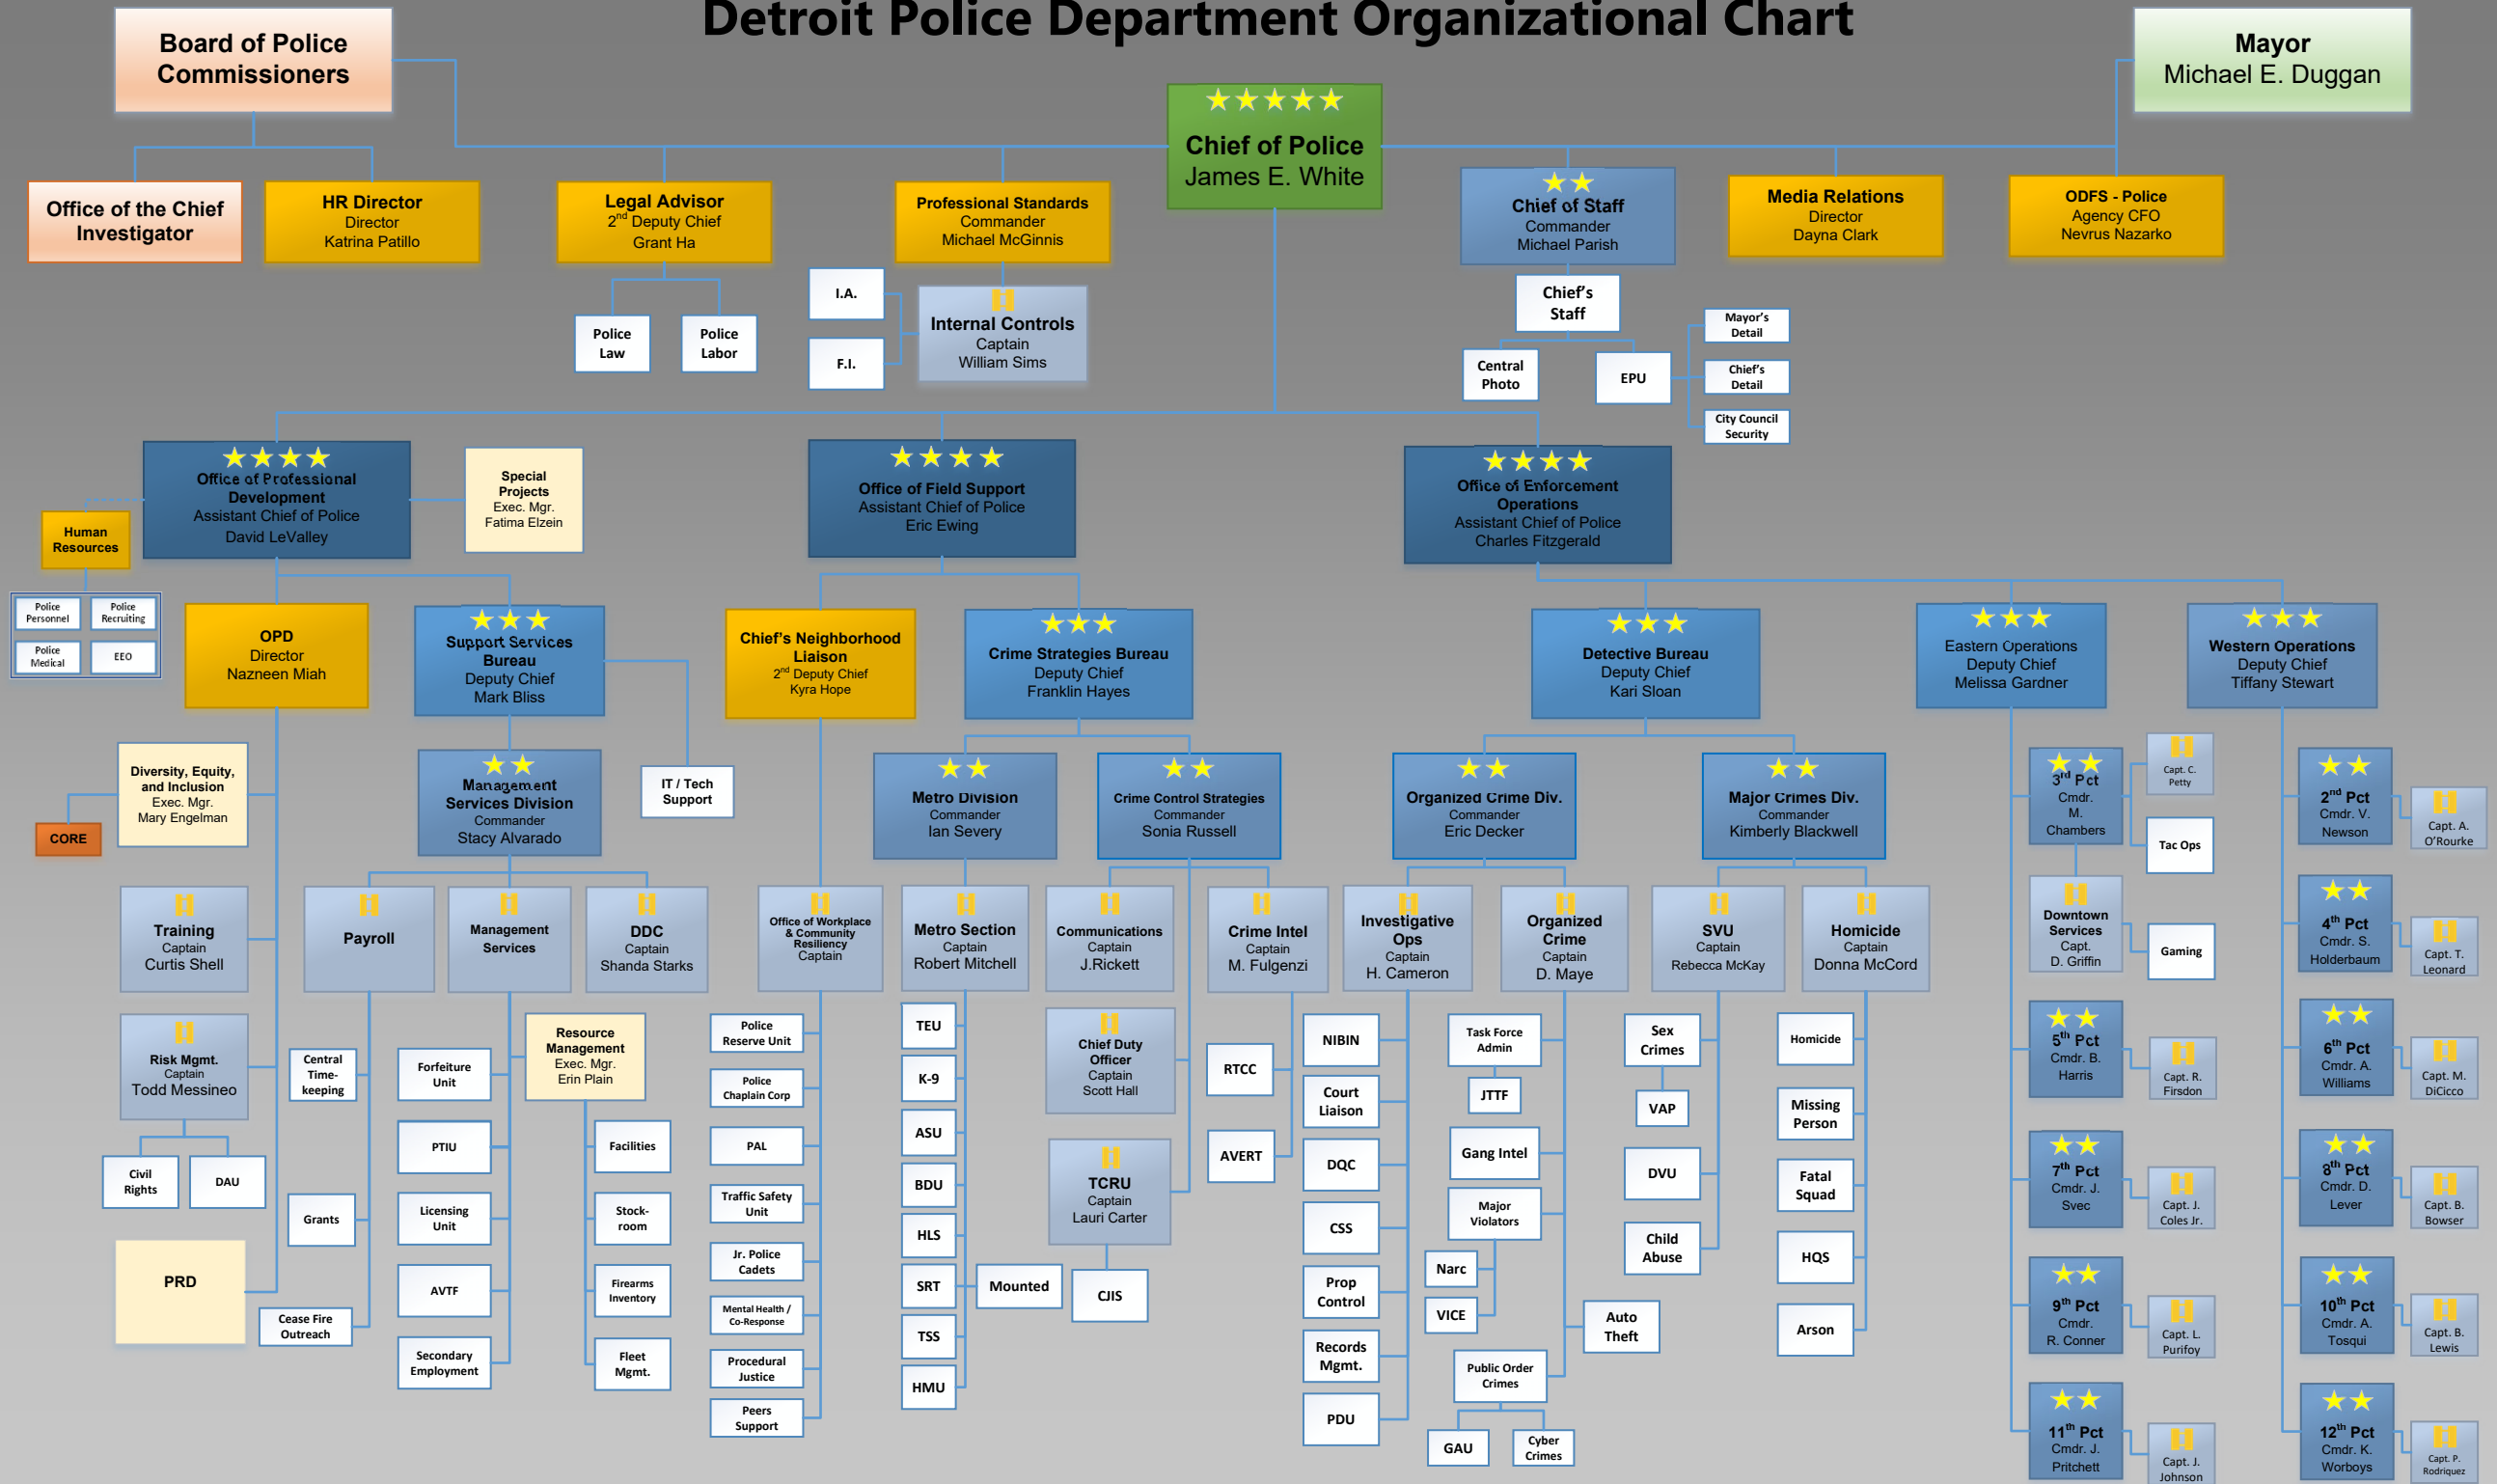 Detroit Police Department Organizational Chart
Board of Police
Commissioners
Mayor
Michael E. Duggan
Chief of Police
James E. White
Office of the Chief
Investigator
HR Director
Director
Katrina Patillo
Legal Advisor
2nd Deputy Chief
Grant Ha
Professional Standards
Commander
Michael McGinnis
Chief of Staff
Commander
Michael Parish
Media Relations
Director
Dayna Clark
ODFS - Police
Agency CFO
Nevrus Nazarko
Police
Law
Police
Labor
I.A.
F.I.
Internal Controls
Captain
William Sims
Chief's
Staff
Central
Photo
EPU
Mayor's
Detail
Chief's
Detail
City Council
Security
Office of Professional
Development
Assistant Chief of Police
David LeValley
Special
Projects
Exec. Mgr.
Fatima Elzein
Office of Field Support
Assistant Chief of Police
Eric Ewing
Office of Enforcement
Operations
Assistant Chief of Police
Charles Fitzgerald
Human
Resources
Police
Personnel
Police
Recruiting
Police
Medical
EEO
OPD
Director
Nazneen Miah
Support Services
Bureau
Deputy Chief
Mark Bliss
Chief's Neighborhood
Liaison
2nd Deputy Chief
Kyra Hope
Crime Strategies Bureau
Deputy Chief
Franklin Hayes
Detective Bureau
Deputy Chief
Kari Sloan
Eastern Operations
Deputy Chief
Melissa Gardner
Western Operations
Deputy Chief
Tiffany Stewart
Diversity, Equity,
and Inclusion
Exec. Mgr.
Mary Engelman
CORE
Management
Services Division
Commander
Stacy Alvarado
IT / Tech
Support
Metro Division
Commander
Ian Severy
Crime Control Strategies
Commander
Sonia Russell
Organized Crime Div.
Commander
Eric Decker
Major Crimes Div.
Commander
Kimberly Blackwell
Training
Captain
Curtis Shell
Payroll
Management
Services
DDC
Captain
Shanda Starks
Office of Workplace
& Community
Resiliency
Captain
Metro Section
Captain
Robert Mitchell
Communications
Captain
J.Rickett
Crime Intel
Captain
M. Fulgenzi
Investigative
Ops
Captain
H. Cameron
Organized
Crime
Captain
D. Maye
SVU
Captain
Rebecca McKay
Homicide
Captain
Donna McCord
Risk Mgmt.
Captain
Todd Messineo
Civil
Rights
DAU
PRD
Central
Time-
keeping
Grants
Cease Fire
Outreach
Forfeiture
Unit
PTIU
Licensing
Unit
AVTF
Secondary
Employment
Resource
Management
Exec. Mgr.
Erin Plain
Facilities
Stock-
room
Firearms
Inventory
Fleet
Mgmt.
Police
Reserve Unit
Police
Chaplain Corp
PAL
Traffic Safety
Unit
Jr. Police
Cadets
Mental Health /
Co-Response
Procedural
Justice
Peers
Support
TEU
K-9
ASU
BDU
HLS
SRT
Mounted
TSS
HMU
Chief Duty
Officer
Captain
Scott Hall
TCRU
Captain
Lauri Carter
CJIS
RTCC
AVERT
NIBIN
Court
Liaison
DQC
CSS
Prop
Control
Records
Mgmt.
PDU
Task Force
Admin
JTTF
Gang Intel
Major
Violators
Narc
VICE
Auto
Theft
Public Order
Crimes
GAU
Cyber
Crimes
Sex
Crimes
VAP
DVU
Child
Abuse
Homicide
Missing
Person
Fatal
Squad
HQS
Arson
3rd Pct
Cmdr.
M.
Chambers
Capt. C.
Petty
Tac Ops
Downtown
Services
Capt.
D. Griffin
Gaming
5th Pct
Cmdr. B.
Harris
Capt. R.
Firsdon
7th Pct
Cmdr. J.
Svec
Capt. J.
Coles Jr.
9th Pct
Cmdr.
R. Conner
Capt. L.
Purifoy
11th Pct
Cmdr. J.
Pritchett
Capt. J.
Johnson
2nd Pct
Cmdr. V.
Newson
Capt. A.
O'Rourke
4th Pct
Cmdr. S.
Holderbaum
Capt. T.
Leonard
6th Pct
Cmdr. A.
Williams
Capt. M.
DiCicco
8th Pct
Cmdr. D.
Lever
Capt. B.
Bowser
10th Pct
Cmdr. A.
Tosqui
Capt. B.
Lewis
12th Pct
Cmdr. K.
Worboys
Capt. P.
Rodriquez